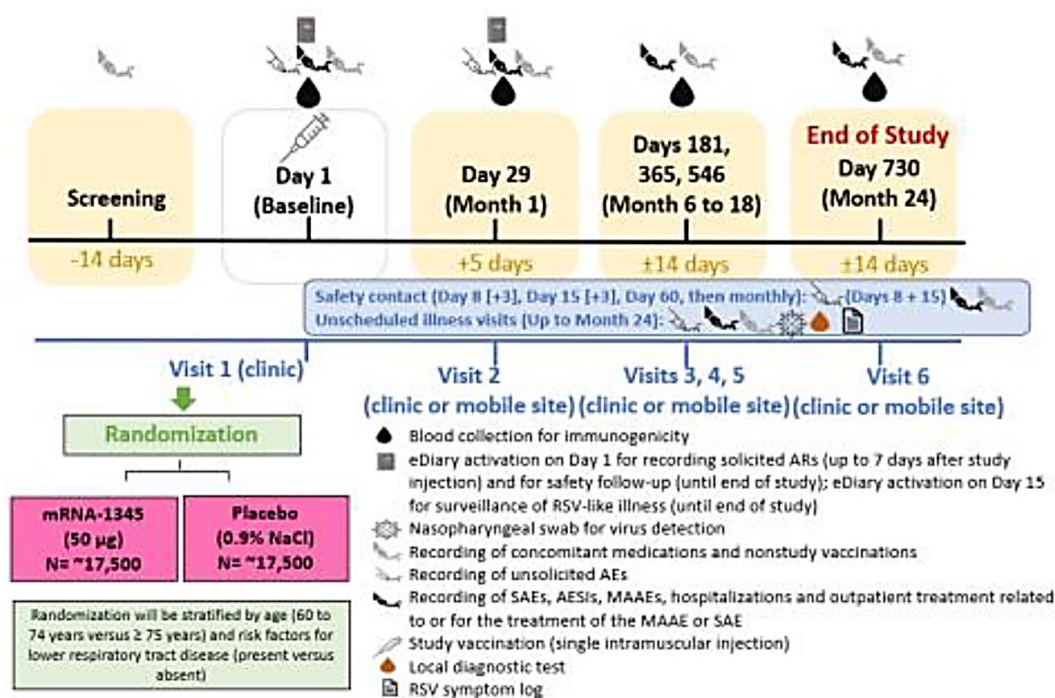 Screening
-14 days
Day 1
(Baseline)
Day 29
(Month 1)
+5 days
Days 181,
365, 546
(Month 6 to 18)
±14 days
End of Study
Day 730
(Month 24)
±14 days
Safety contact (Day 8 [+3], Day 15 [+3], Day 60, then monthly): (Days 8 + 15)
Unscheduled illness visits (Up to Month 24):
Visit 1 (clinic)
Visit 2
(clinic or mobile site)
Visits 3, 4, 5
(clinic or mobile site)
Visit 6
(clinic or mobile site)
Randomization
mRNA-1345
(50 µg)
N= ~17,500
Placebo
(0.9% NaCl)
N= ~17,500
Randomization will be stratified by age (60 to
74 years versus ≥ 75 years) and risk factors for
lower respiratory tract disease (present versus
absent)
Blood collection for immunogenicity
eDiary activation on Day 1 for recording solicited ARs (up to 7 days after study
injection) and for safety follow-up (until end of study); eDiary activation on Day 15
for surveillance of RSV-like illness (until end of study)
Nasopharyngeal swab for virus detection
Recording of concomitant medications and nonstudy vaccinations
Recording of unsolicited AEs
Recording of SAEs, AESIs, MAAEs, hospitalizations and outpatient treatment related
to or for the treatment of the MAAE or SAE
Study vaccination (single intramuscular injection)
Local diagnostic test
RSV symptom log